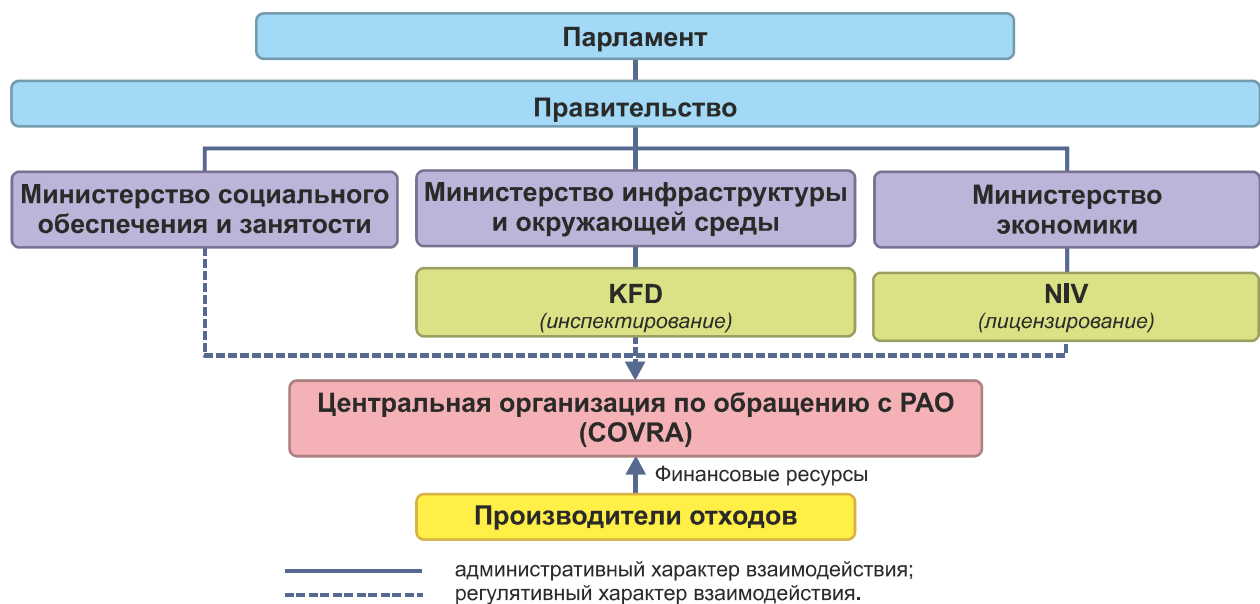 Парламент
Правительство
Министерство социального
обеспечения и занятости
Министерство инфраструктуры
и окружающей среды
Министерство
экономики
KFD
(инспектирование)
NIV
(лицензирование)
Центральная организация по обращению с РАО
(COVRA)
Финансовые ресурсы
Производители отходов
административный характер взаимодействия;
регулятивный характер взаимодействия.